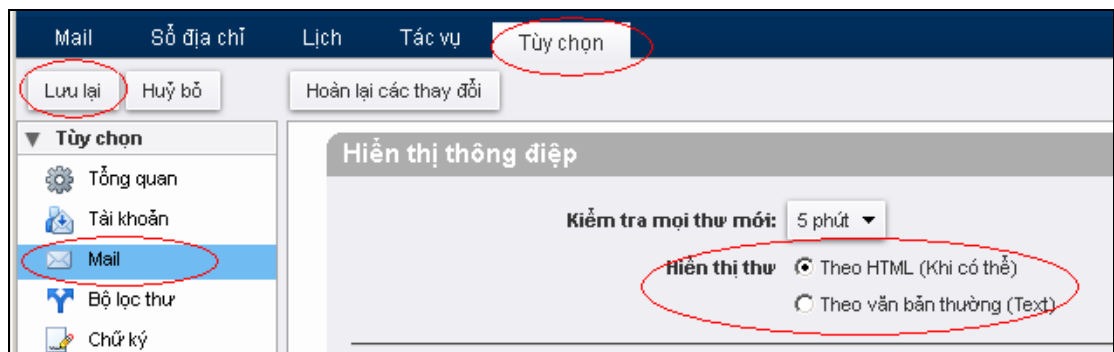 Mail Sổ địa chỉ Lịch Tác vụ Tùy chọn
Lưu lại Huỷ bỏ Hoàn lại các thay đổi
Tùy chọn
Tổng quan
Tài khoản
Mail
Bộ lọc thư
Chữ ký
Hiển thị thông điệp
Kiểm tra mọi thư mới: 5 phút
Hiển thị thư Theo HTML (Khi có thể)
Theo văn bản thường (Text)